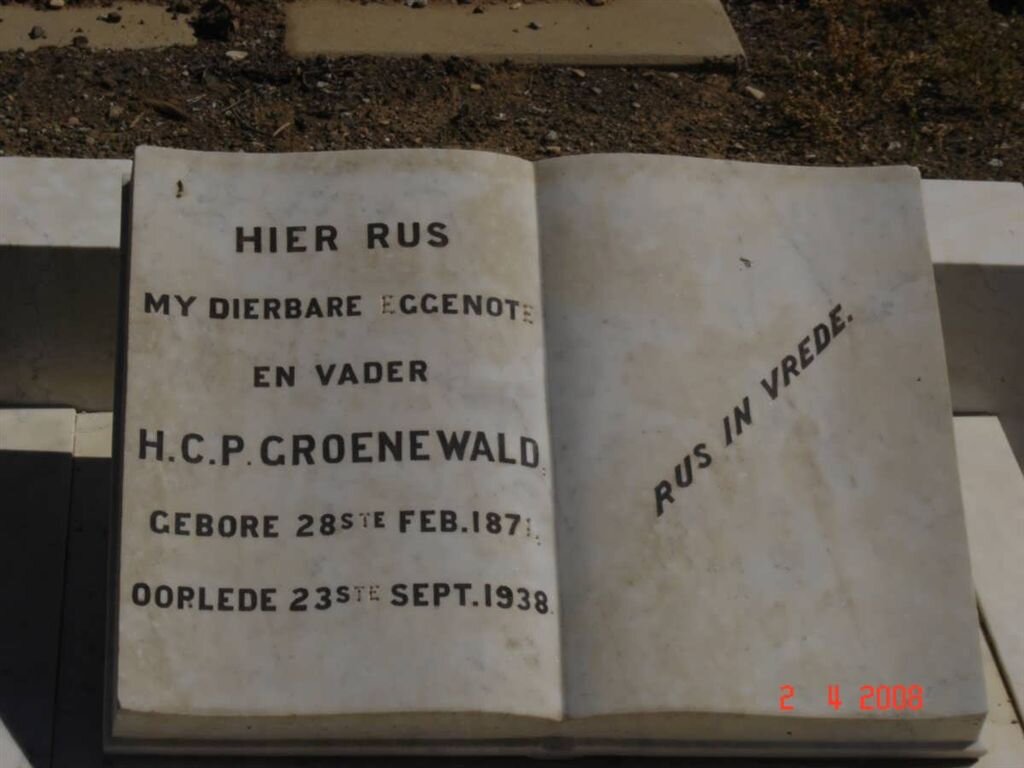 HIER RUS
MY DIERBARE EGGENOTE
EN VADER
H.C.P. GROENEWALD.
GEBORE 28STE FEB.1871.
OORLEDE 23STE SEPT.1938.
RUS IN VREDE.
2 4 2008